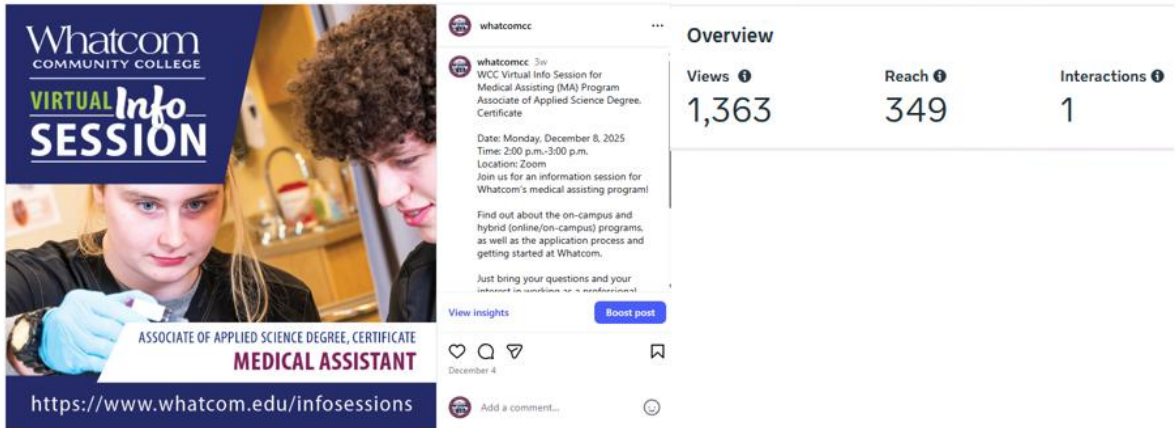 Whatcom
COMMUNITY COLLEGE
VIRTUAL Info
SESSION
ASSOCIATE OF APPLIED SCIENCE DEGREE, CERTIFICATE
MEDICAL ASSISTANT
https://www.whatcom.edu/infosessions
whatcomcc
whatcomcc 3w
WCC Virtual Info Session for
Medical Assisting (MA) Program
Associate of Applied Science Degree,
Certificate
Date: Monday, December 8, 2025
Time: 2:00 p.m.-3:00 p.m.
Location: Zoom
Join us for an information session for
Whatcom's medical assisting program!
Find out about the on-campus and
hybrid (online/on-campus) programs,
as well as the application process and
getting started at Whatcom.
Just bring your questions and your
interest in working as a professional
View insights
Boost post
December 4
Add a comment...
Overview
Views
Reach
Interactions
1,363
349
1